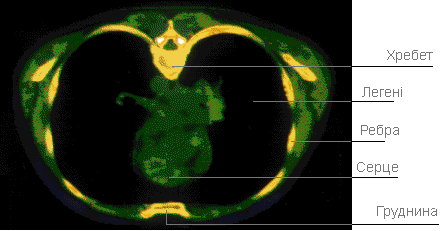 Хребет
Легені
Ребра
Серце
Груднина